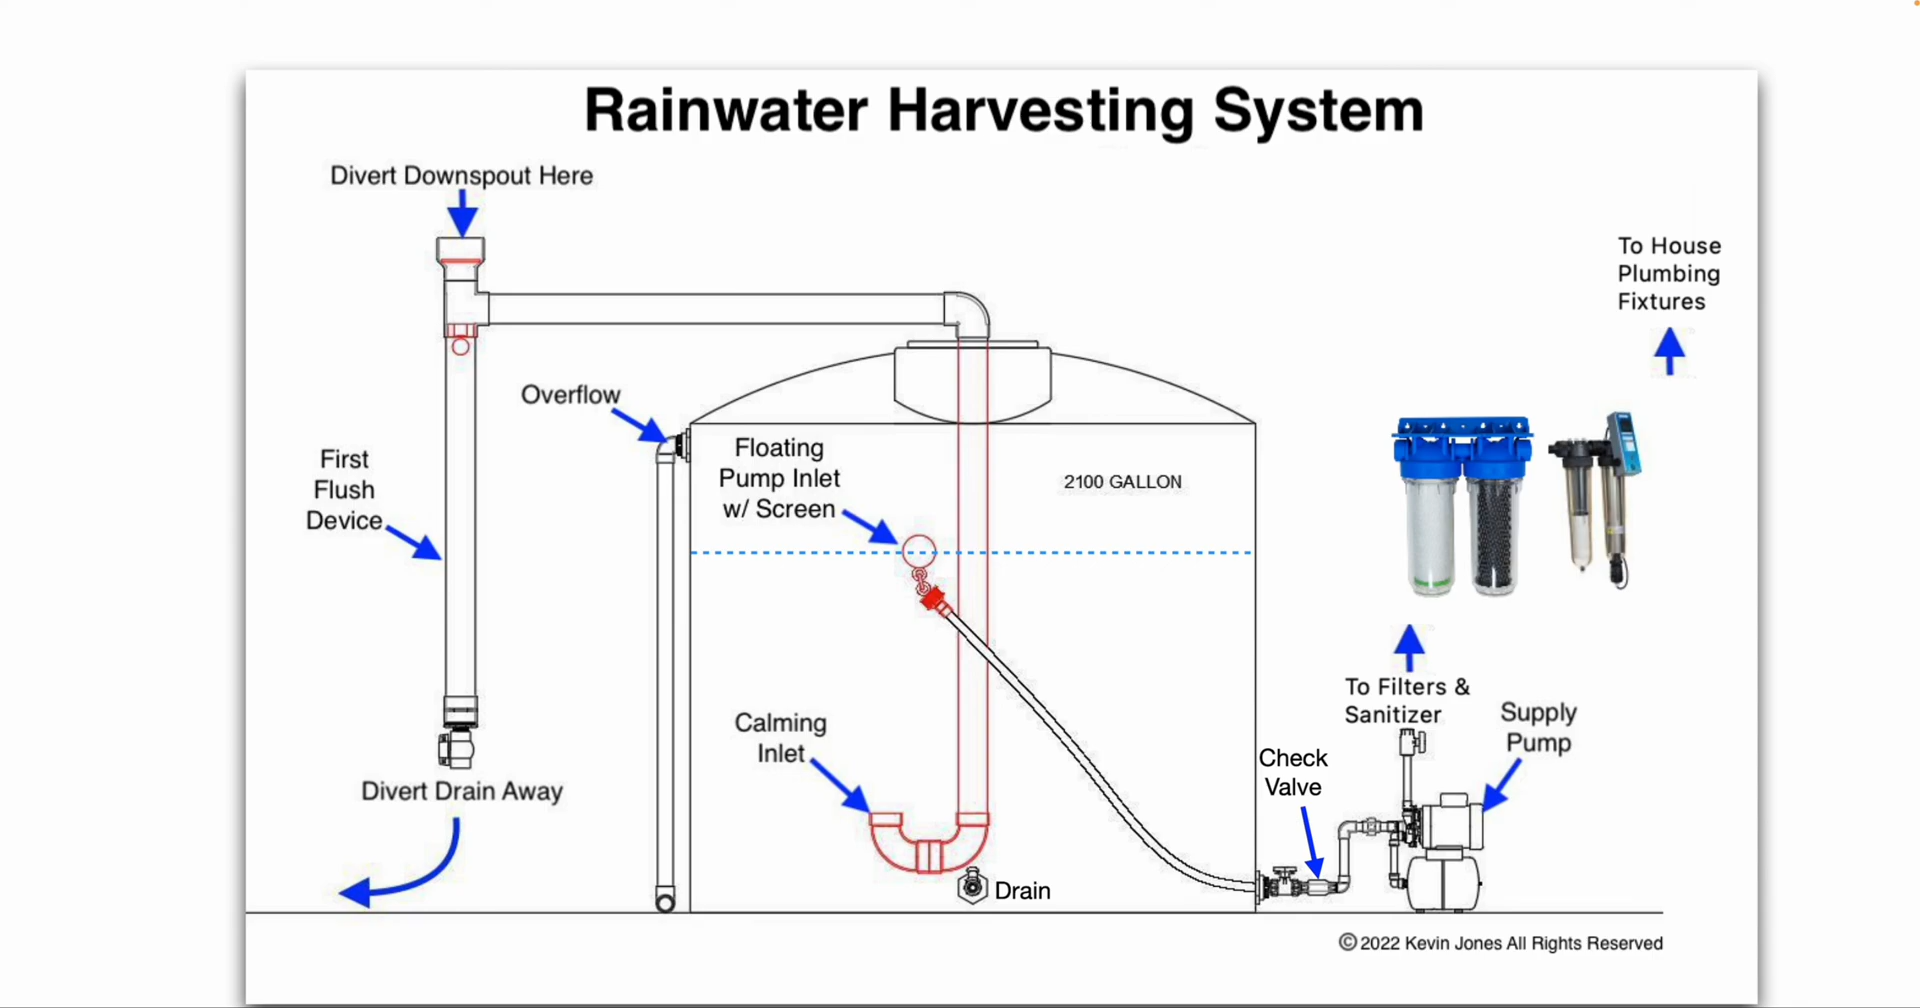 Rainwater Harvesting System
Divert Downspout Here
To House
Plumbing
Fixtures
Overflow
Floating
Pump Inlet
w/ Screen
2100 GALLON
First
Flush
Device
To Filters &
Sanitizer
Supply
Pump
Calming
Inlet
Check
Valve
Divert Drain Away
Drain
© 2022 Kevin Jones All Rights Reserved